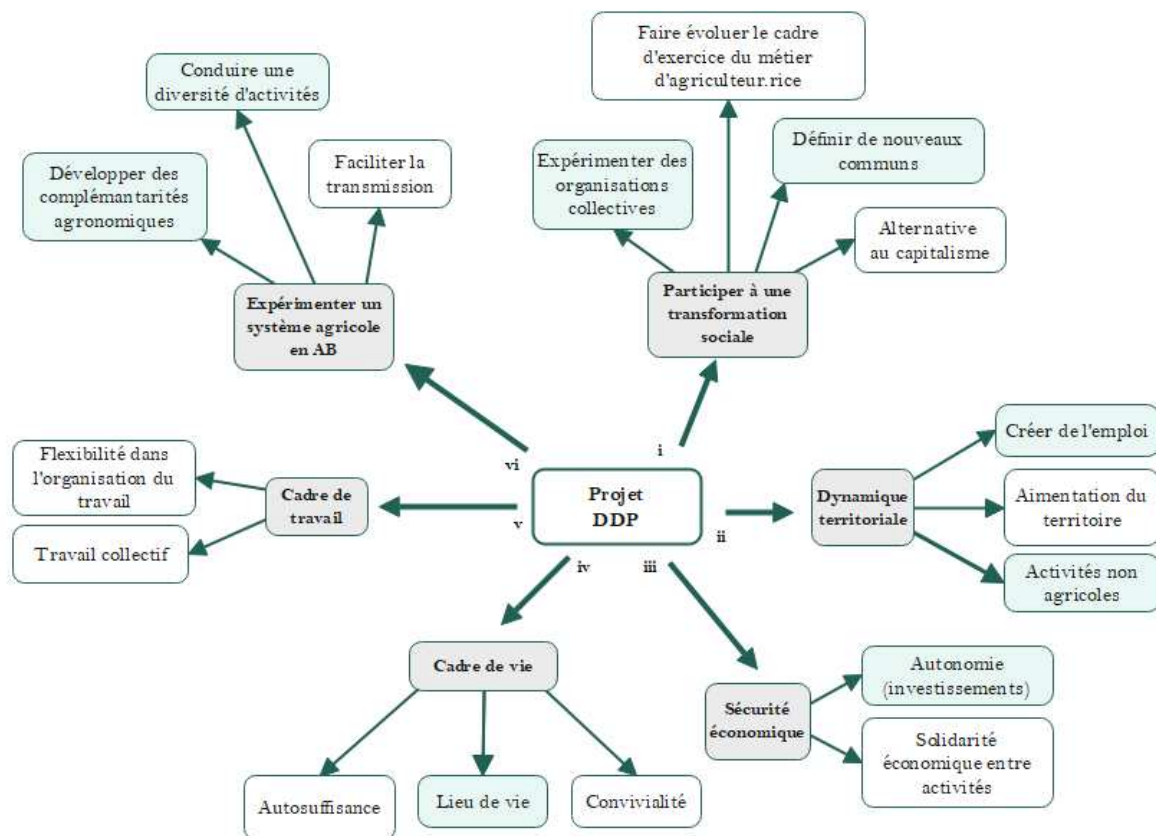 Faire évoluer le cadre
d'exercice du métier
d'agriculteur.rice
Conduire une
diversité d'activités
Définir de nouveaux
communs
Expérimenter des
organisations
collectives
Faciliter la
transmission
Développer des
complémantarités
agronomiques
Alternative
au capitalisme
Expérimenter un
système agricole
en AB
Participer à une
transformation
sociale
Créer de l'emploi
Flexibilité dans
l'organisation du
travail
vi
i
Cadre de
travail
v
Projet
DDP
ii
Dynamique
territoriale
Aimentation du
territoire
Travail collectif
iv
iii
Activités non
agricoles
Cadre de vie
Autonomie
(investissements)
Sécurité
économique
Solidarité
économique entre
activités
Autosuffisance
Lieu de vie
Convivialité